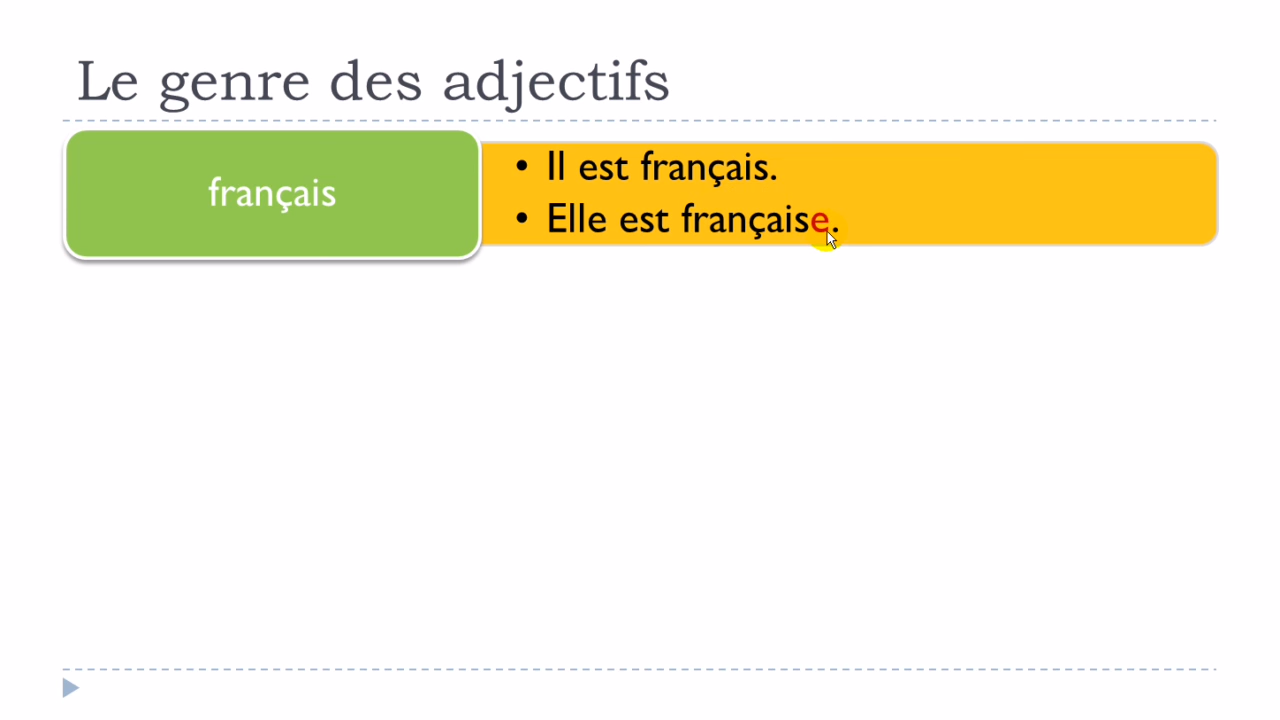 Le genre des adjectifs
français
• Il est français.
• Elle est française.